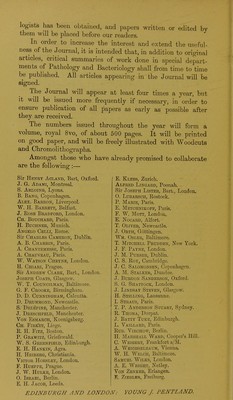 logists has been obtained, and papers written or edited by
them will be placed before our readers.
In order to increase the interest and extend the useful-
ness of the Journal, it is intended that, in addition to original
articles, critical summaries of work done in special depart-
ments of Pathology and Bacteriology shall from time to time
be published. All articles appearing in the Journal will be
signed.
The Journal will appear at least four times a year, but
it will be issued more frequently if necessary, in order to
ensure publication of all papers as early as possible after
they are received.
The numbers issued throughout the year will form a
volume, royal 8vo, of about 500 pages. It will be printed
on good paper, and will be freely illustrated with Woodcuts
and Chromolithographs.
Amongst those who have already promised to collaborate
are the following :—
Sir Henry Acland, Bart., Oxford.
J. G. Adami, Montreal.
S. Arloing, Lyons.
B. Bang, Copenhagen.
Alex. Barron, Liverpool.
W. H. Barrett, Belfast.
J. Rose Bradford, London.
Ch. Bouchard, Paris.
H. Buchner, Munich.
Angelo Celli, Rome.
Sir Charles Cameron, Dublin.
A. B. Charrin, Paris.
A. Chantemesse, Paris.
A. Chauveau, Paris.
W. Watson Cheyne, London.
H. Chiari, Prague.
Sir Andrew Clark, Bart., London.
Joseph Coats, Glasgow.
W. T. Councilman, Baltimore.
E. F. Crooke, Birmingham.
D. D. Cunningham, Calcutta.
D. Drummond, Newcastle.
S. Delépine, Manchester.
J. Dreschfeld, Manchester.
Von Esmarch, Koenigsberg.
Ch. Firket, Liege.
R. H. Fitz, Boston.
P. Grawitz, Greifswald.
W. S. Greenfield, Edinburgh.
E. H. Hankin, Agra.
H. Heiberg, Christiania.
Victor Horsley, London.
F. Hueppe, Prague.
J. W. Hulke, London.
O. Israel, Berlin.
E. H. Jacob, Leeds.
E. Klebs, Zurich.
Alfred Lingard, Poonah.
Sir Joseph Lister, Bart., London.
O. Lubarsch, Rostock.
P. Marie, Paris.
E. Metchnikoff, Paris.
F. W. Mott, London.
E. Nocard, Alfort.
T. Oliver, Newcastle.
J. Orth, Göttingen.
Wm. Osler, Baltimore.
T. Mitchell Prudden, New York.
J. F. Payne, London.
J. M. Purser, Dublin.
C. S. Roy, Cambridge.
J. C. Salomonsen, Copenhagen.
A. M. Stalker, Dundee.
J. Burdon Sanderson, Oxford.
S. G. Shattock, London.
J. Lindsay Steven, Glasgow.
H. Snelling, Lausanne.
I. Straus, Paris.
T. P. Anderson Stuart, Sydney.
R. Thoma, Dorpat.
J. Batty Tuke, Edinburgh.
L. Vaillard, Paris.
Rud. Virchow, Berlin.
H. Marshall Ward, Cooper's Hill.
C. Weigert, Frankfurt a/M.
A. Weichselbaum, Vienna.
W. H. Welch, Baltimore.
Samuel Wilks, London.
J. E. Whitney, Nutley.
Von Zenker, Erlangen.
E. Ziegler, Freiburg.
EDINBURGH AND LONDON: YOUNG J. PENTLAND.